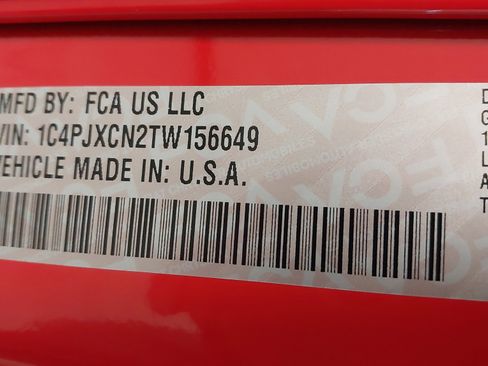 MFD BY: FCA US LLC
VIN: 1C4PJXCN2TW156649
VEHICLE MADE IN: U.S.A.